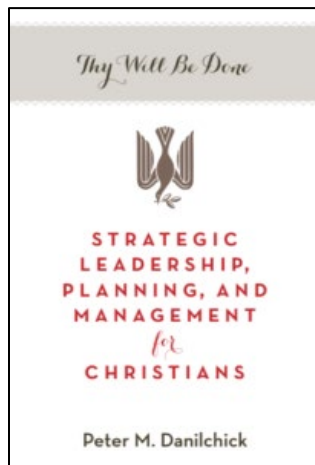 Thy Will Be Done
STRATEGIC
LEADERSHIP,
PLANNING, AND
MANAGEMENT
for
CHRISTIANS
Peter M. Danilchick